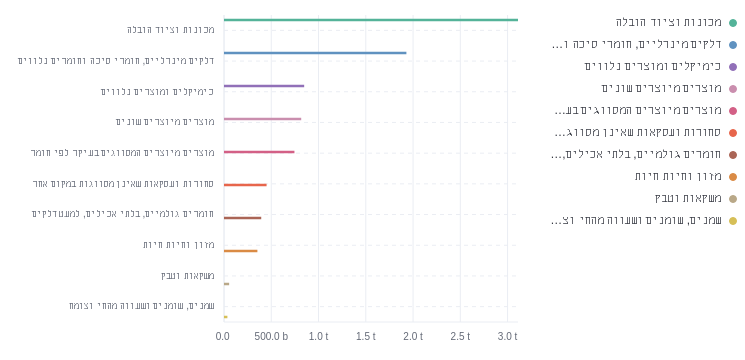 מכונות וציוד הובלה
דלקים מינרליים, חומרי סיכה וחומרים נלווים
כימיקלים ומוצרים נלווים
מוצרים מיוצרים שונים
מוצרים מיוצרים המסווגים בעיקר לפי חומר
סחורות ועסקאות שאינן מסווגות במקום אחר
חומרים גולמיים, בלתי אכילים, למעט דלקים
מזון וחיות חיות
משקאות וטבק
שמנים, שומנים ושעווה מהחי וצומח
0.0 500.0 b 1.0 t 1.5 t 2.0 t 2.5 t 3.0 t
מכונות וציוד הובלה
דלקים מינרליים, חומרי סיכה ו...
כימיקלים ומוצרים נלווים
מוצרים מיוצרים שונים
מוצרים מיוצרים המסווגים בע...
סחורות ועסקאות שאינן מסווג...
חומרים גולמיים, בלתי אכילים,...
מזון וחיות חיות
משקאות וטבק
שמנים, שומנים ושעווה מהחי וצ...